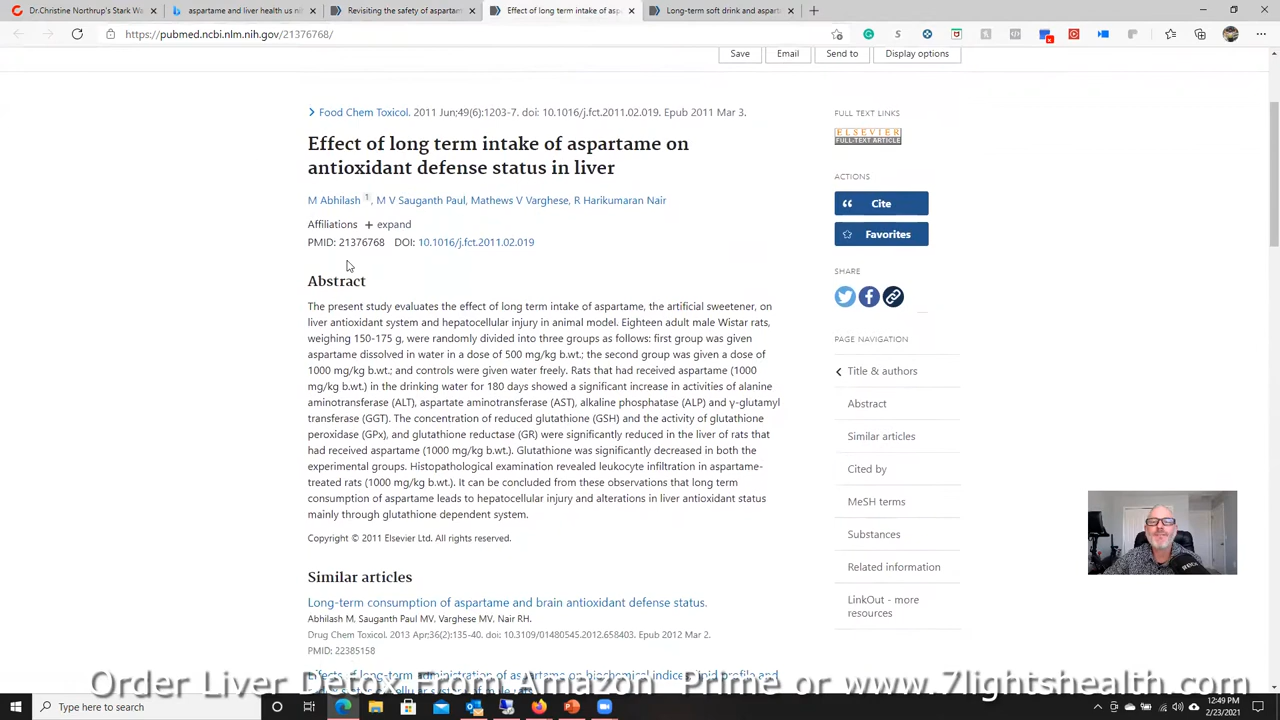 Dr.Christine Northrup's Stark Wa
aspartame and liver health us ni
Revisiting the safety of aspartam
Effect of long term intake of asp
Long-term soft drink and aspart
https://pubmed.ncbi.nlm.nih.gov/21376768/
Save
Email
Send to
Display options
Food Chem Toxicol. 2011 Jun;49(6):1203-7. doi: 10.1016/j.fct.2011.02.019. Epub 2011 Mar 3.
Effect of long term intake of aspartame on
antioxidant defense status in liver
M Abhilash 1, M V Sauganth Paul, Mathews V Varghese, R Harikumaran Nair
Affiliations + expand
PMID: 21376768 DOI: 10.1016/j.fct.2011.02.019
Abstract
The present study evaluates the effect of long term intake of aspartame, the artificial sweetener, on
liver antioxidant system and hepatocellular injury in animal model. Eighteen adult male Wistar rats,
weighing 150-175 g, were randomly divided into three groups as follows: first group was given
aspartame dissolved in water in a dose of 500 mg/kg b.wt.; the second group was given a dose of
1000 mg/kg b.wt.; and controls were given water freely. Rats that had received aspartame (1000
mg/kg b.wt.) in the drinking water for 180 days showed a significant increase in activities of alanine
aminotransferase (ALT), aspartate aminotransferase (AST), alkaline phosphatase (ALP) and γ-glutamyl
transferase (GGT). The concentration of reduced glutathione (GSH) and the activity of glutathione
peroxidase (GPx), and glutathione reductase (GR) were significantly reduced in the liver of rats that
had received aspartame (1000 mg/kg b.wt.). Glutathione was significantly decreased in both the
experimental groups. Histopathological examination revealed leukocyte infiltration in aspartame-
treated rats (1000 mg/kg b.wt.). It can be concluded from these observations that long term
consumption of aspartame leads to hepatocellular injury and alterations in liver antioxidant status
mainly through glutathione dependent system.
Copyright © 2011 Elsevier Ltd. All rights reserved.
Similar articles
Long-term consumption of aspartame and brain antioxidant defense status.
Abhilash M, Sauganth Paul MV, Varghese MV, Nair RH.
Drug Chem Toxicol. 2013 Apr;36(2):135-40. doi: 10.3109/01480545.2012.658403. Epub 2012 Mar 2.
PMID: 22385158
Effects of long-term administration of aspartame on biochemical indices, lipid profile and
FULL TEXT LINKS
ELSEVIER
FULL-TEXT ARTICLE
ACTIONS
Cite
Favorites
SHARE
PAGE NAVIGATION
Title & authors
Abstract
Similar articles
Cited by
MeSH terms
Substances
Related information
LinkOut - more
resources
Order Liver Detox From Amazon Prime or www.7lightshealth.com
Type here to search
12:49 PM
2/23/2021